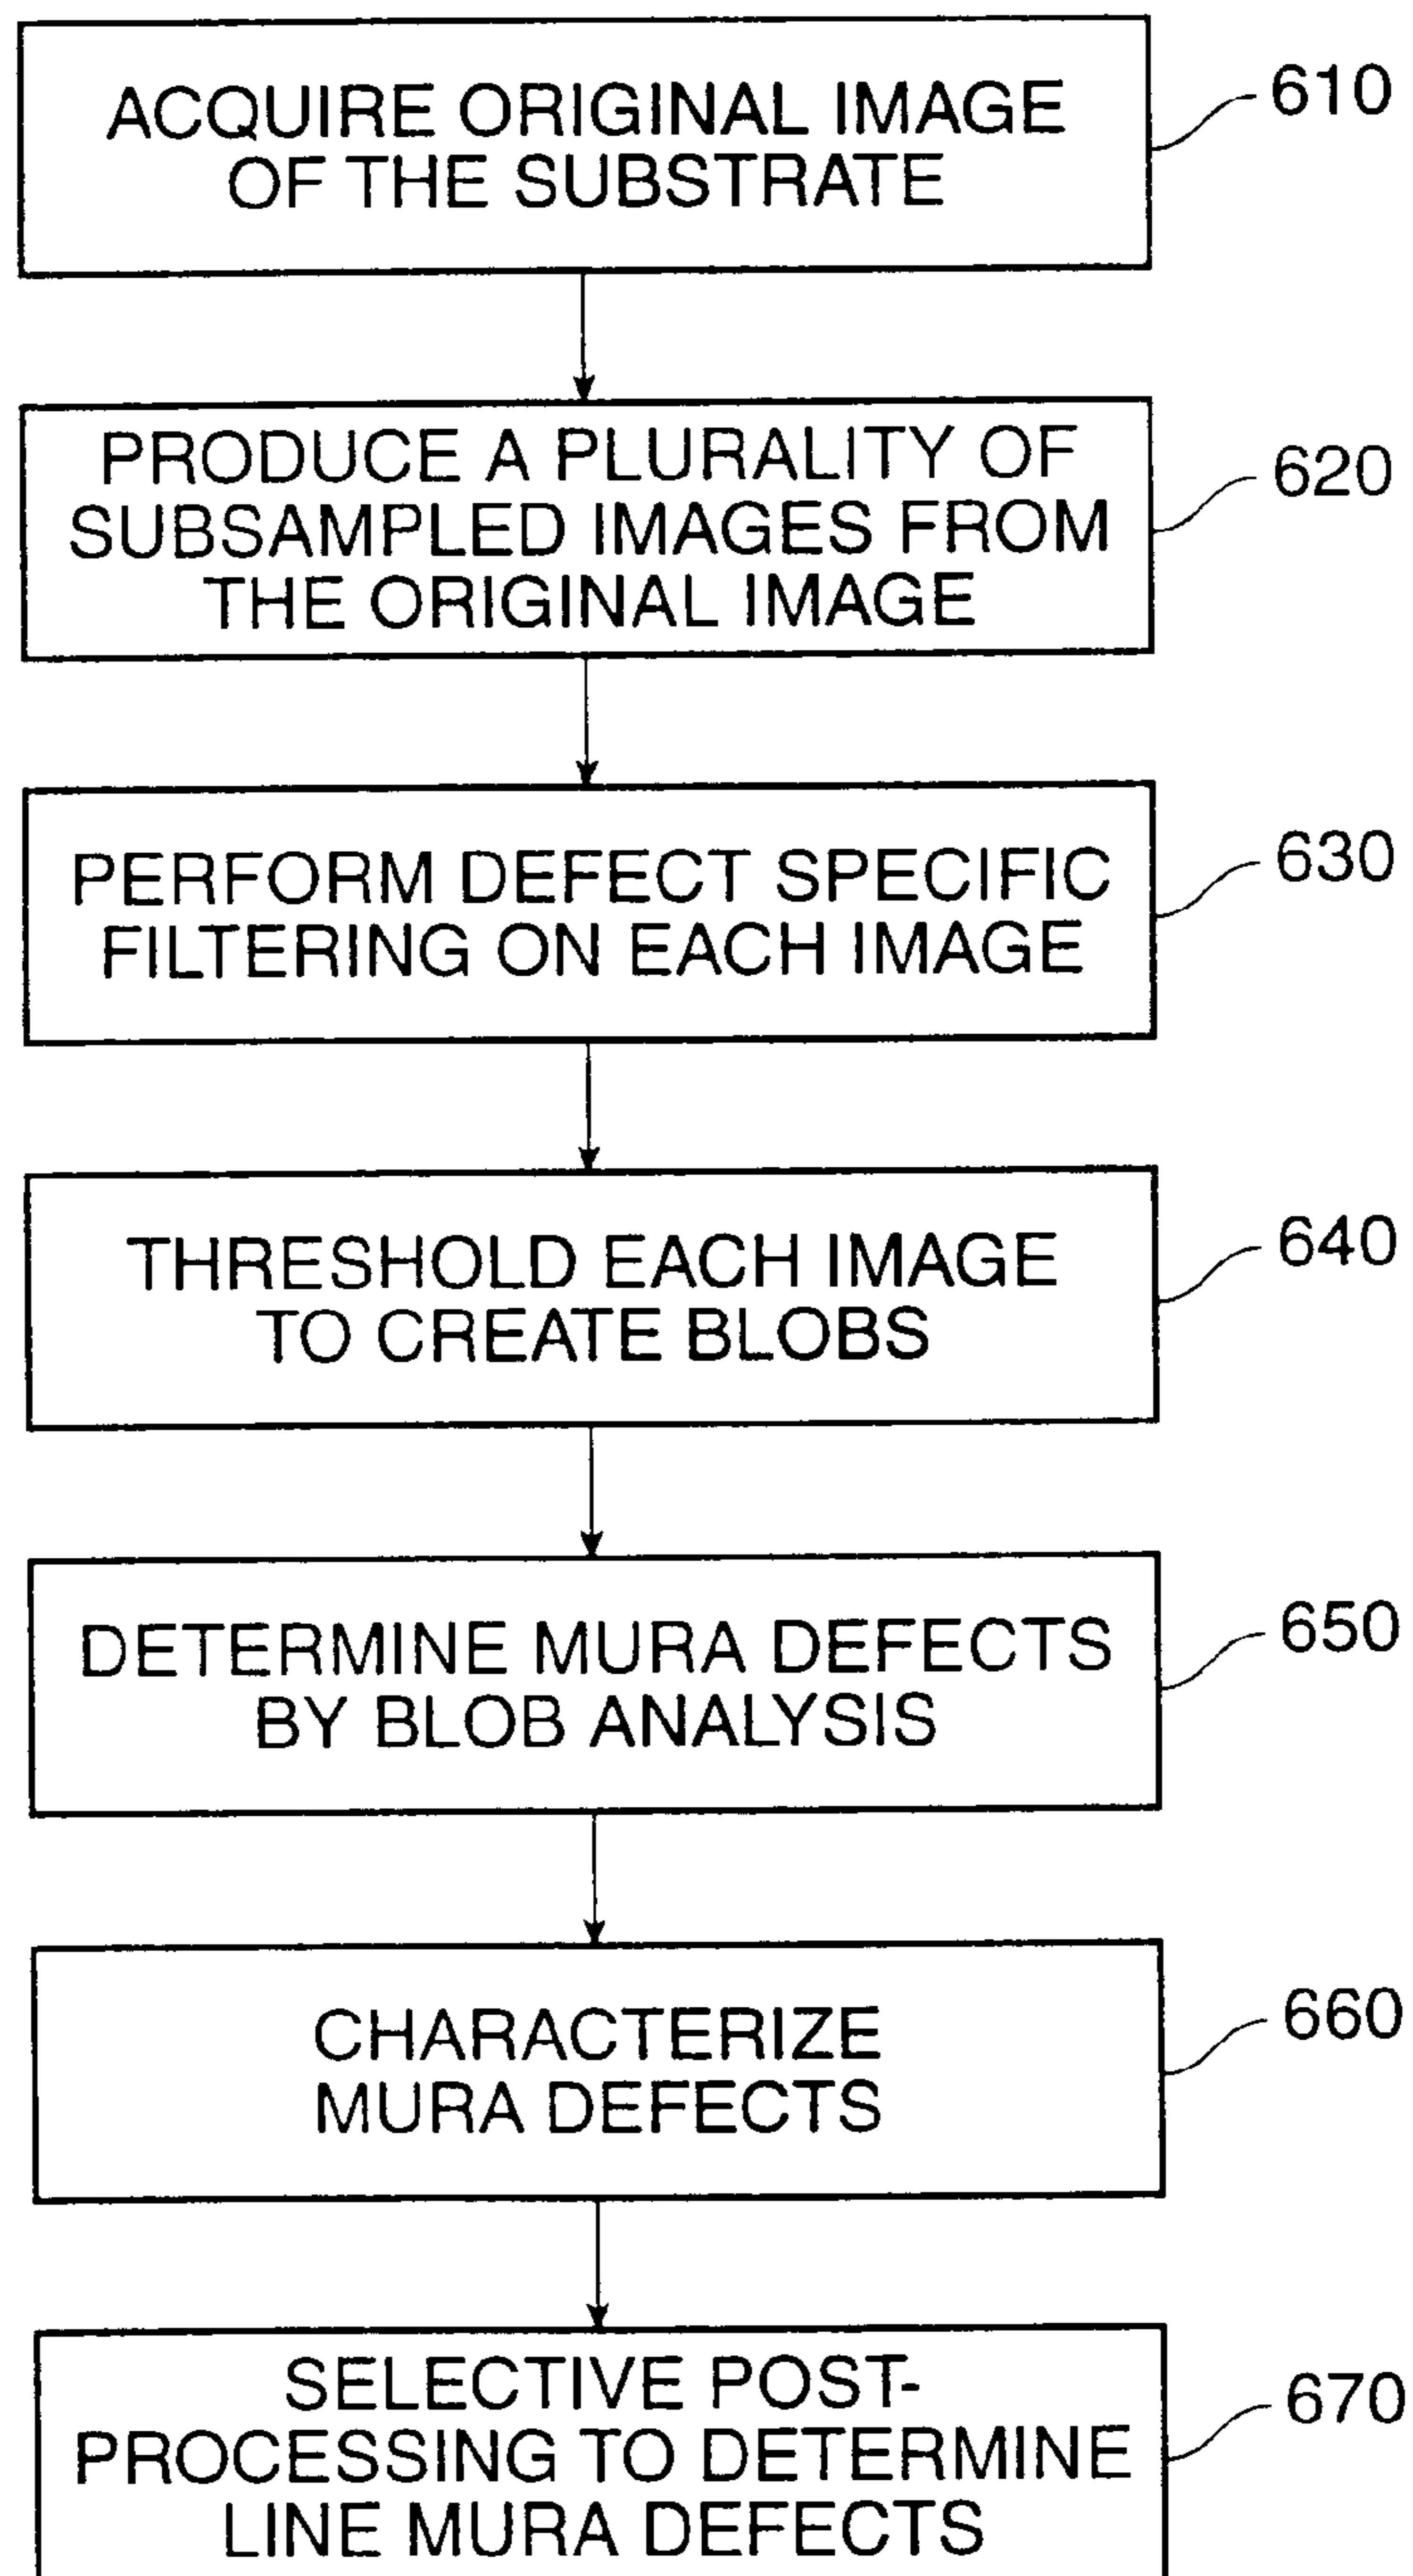 ACQUIRE ORIGINAL IMAGE
OF THE SUBSTRATE
610
PRODUCE A PLURALITY OF
SUBSAMPLED IMAGES FROM
THE ORIGINAL IMAGE
620
PERFORM DEFECT SPECIFIC
FILTERING ON EACH IMAGE
630
THRESHOLD EACH IMAGE
TO CREATE BLOBS
640
DETERMINE MURA DEFECTS
BY BLOB ANALYSIS
650
CHARACTERIZE
MURA DEFECTS
660
SELECTIVE POST-
PROCESSING TO DETERMINE
LINE MURA DEFECTS
670